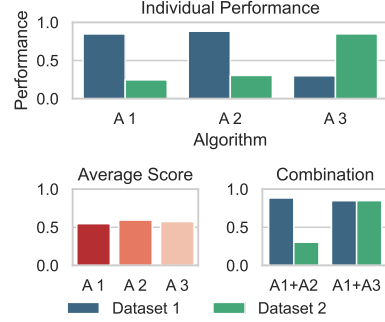 Individual Performance
Performance
1.0
0.5
0.0
A 1 A 2 A 3
Algorithm
Average Score
1.0
0.5
0.0
A 1 A 2 A 3
Combination
1.0
0.5
0.0
A1+A2 A1+A3
Dataset 1 Dataset 2